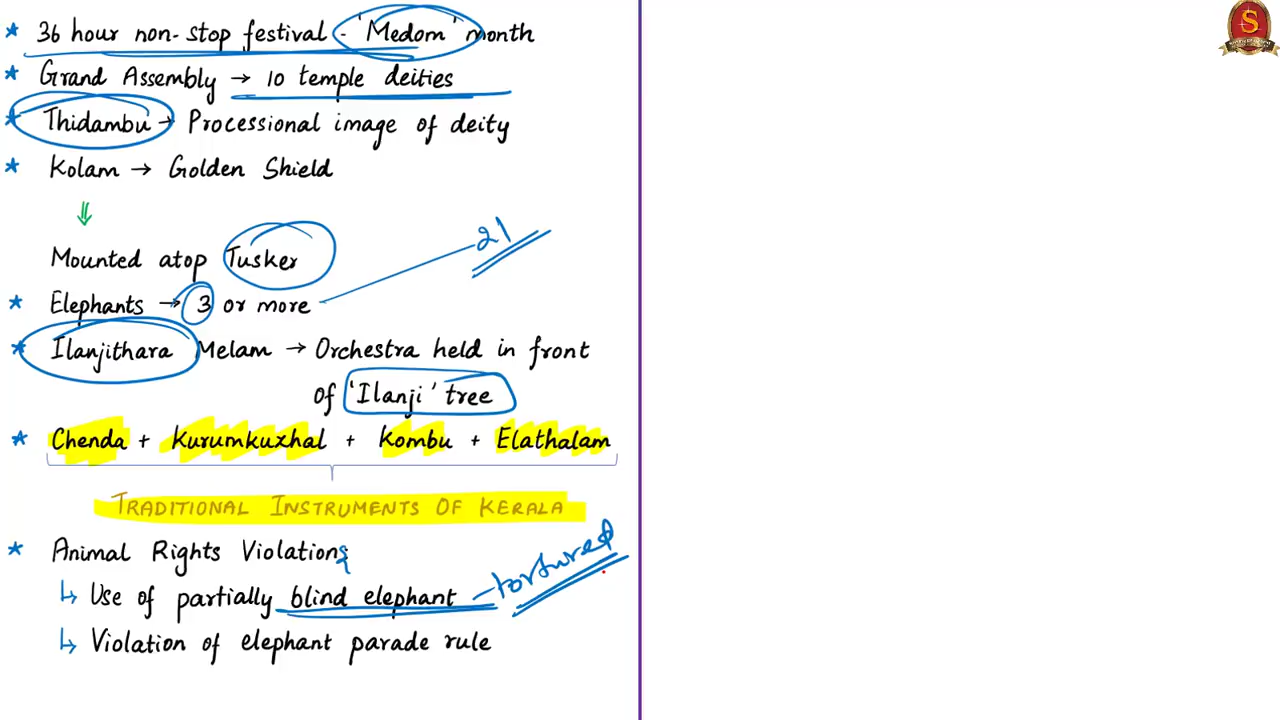 * 36 hour non-stop festival - 'Medom' month
* Grand Assembly → 10 temple deities
* Thidambu → Processional image of deity
* Kolam → Golden Shield
⇓
Mounted atop Tusker
21
* Elephants → 3 or more
* Ilanjithara Melam → Orchestra held in front
of 'Ilanji' tree
* Chenda + Kurumkuzhal + Kombu + Elathalam
TRADITIONAL INSTRUMENTS OF KERALA
* Animal Rights Violations
↳ Use of partially blind elephant - tortured
↳ Violation of elephant parade rule
S